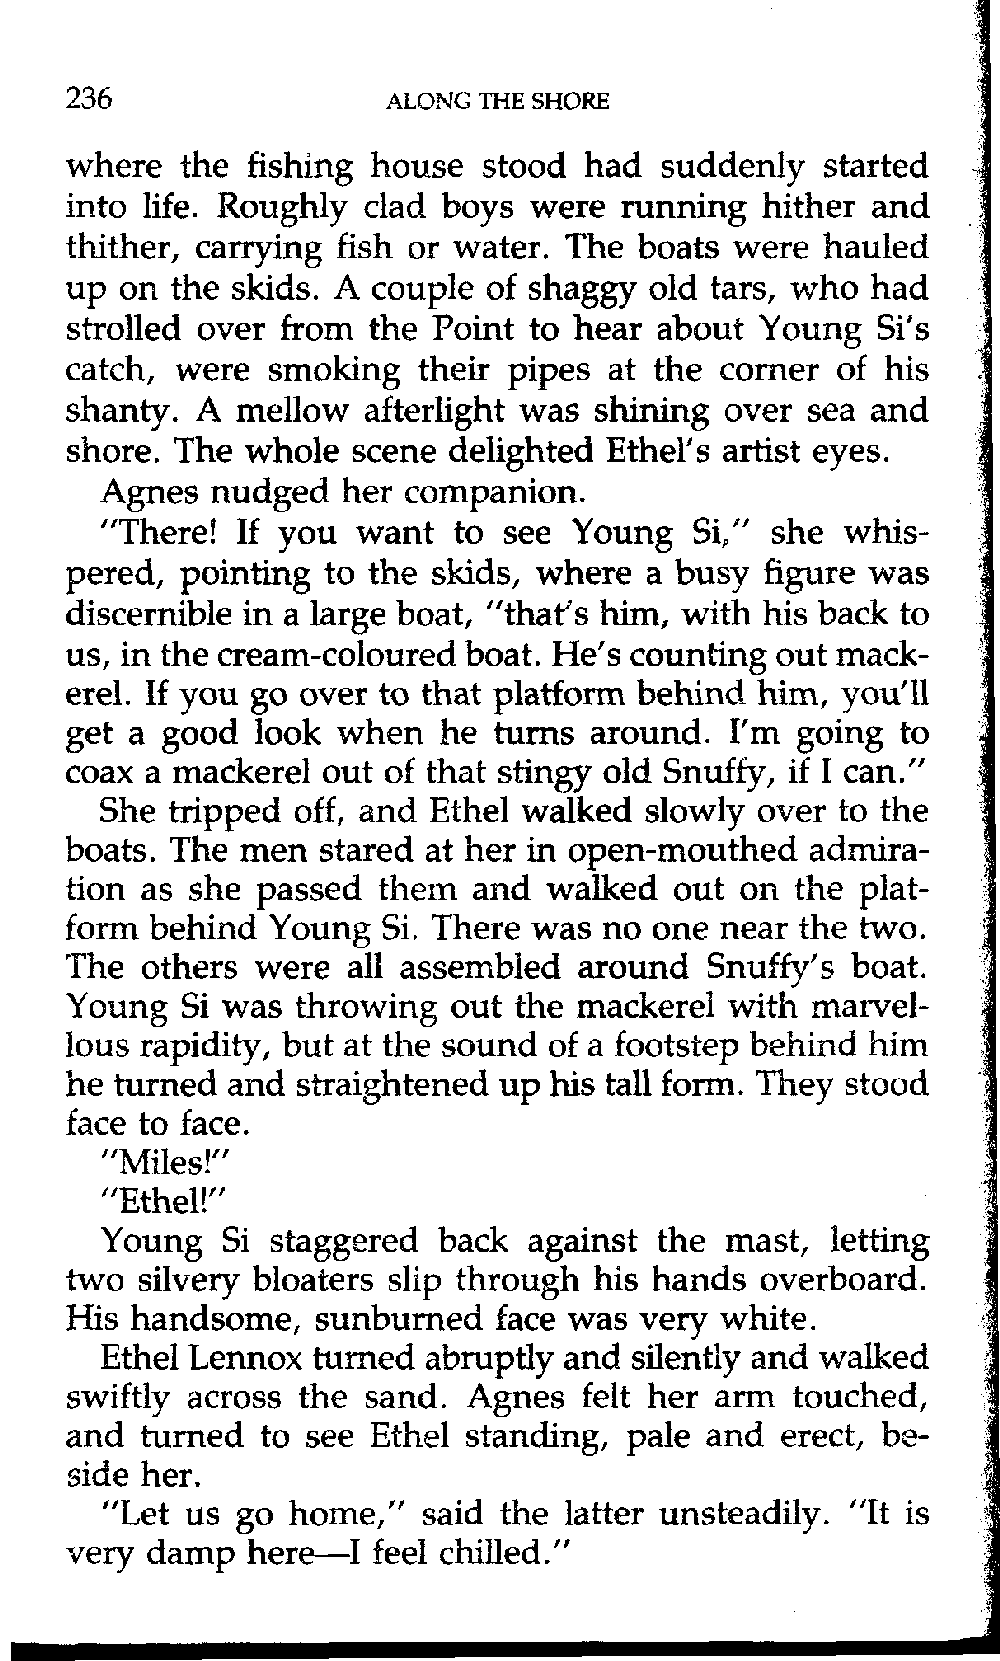 236 ALONG THE SHORE
where the fishing house stood had suddenly started
into life. Roughly clad boys were running hither and
thither, carrying fish or water. The boats were hauled
up on the skids. A couple of shaggy old tars, who had
strolled over from the Point to hear about Young Si's
catch, were smoking their pipes at the corner of his
shanty. A mellow afterlight was shining over sea and
shore. The whole scene delighted Ethel's artist eyes.
Agnes nudged her companion.
"There! If you want to see Young Si," she whis-
pered, pointing to the skids, where a busy figure was
discernible in a large boat, "that's him, with his back to
us, in the cream-coloured boat. He's counting out mack-
erel. If you go over to that platform behind him, you'll
get a good look when he turns around. I'm going to
coax a mackerel out of that stingy old Snuffy, if I can."
She tripped off, and Ethel walked slowly over to the
boats. The men stared at her in open-mouthed admira-
tion as she passed them and walked out on the plat-
form behind Young Si. There was no one near the two.
The others were all assembled around Snuffy's boat.
Young Si was throwing out the mackerel with marvel-
lous rapidity, but at the sound of a footstep behind him
he turned and straightened up his tall form. They stood
face to face.
"Miles!"
"Ethel!"
Young Si staggered back against the mast, letting
two silvery bloaters slip through his hands overboard.
His handsome, sunburned face was very white.
Ethel Lennox turned abruptly and silently and walked
swiftly across the sand. Agnes felt her arm touched,
and turned to see Ethel standing, pale and erect, be-
side her.
"Let us go home," said the latter unsteadily. "It is
very damp here—I feel chilled."